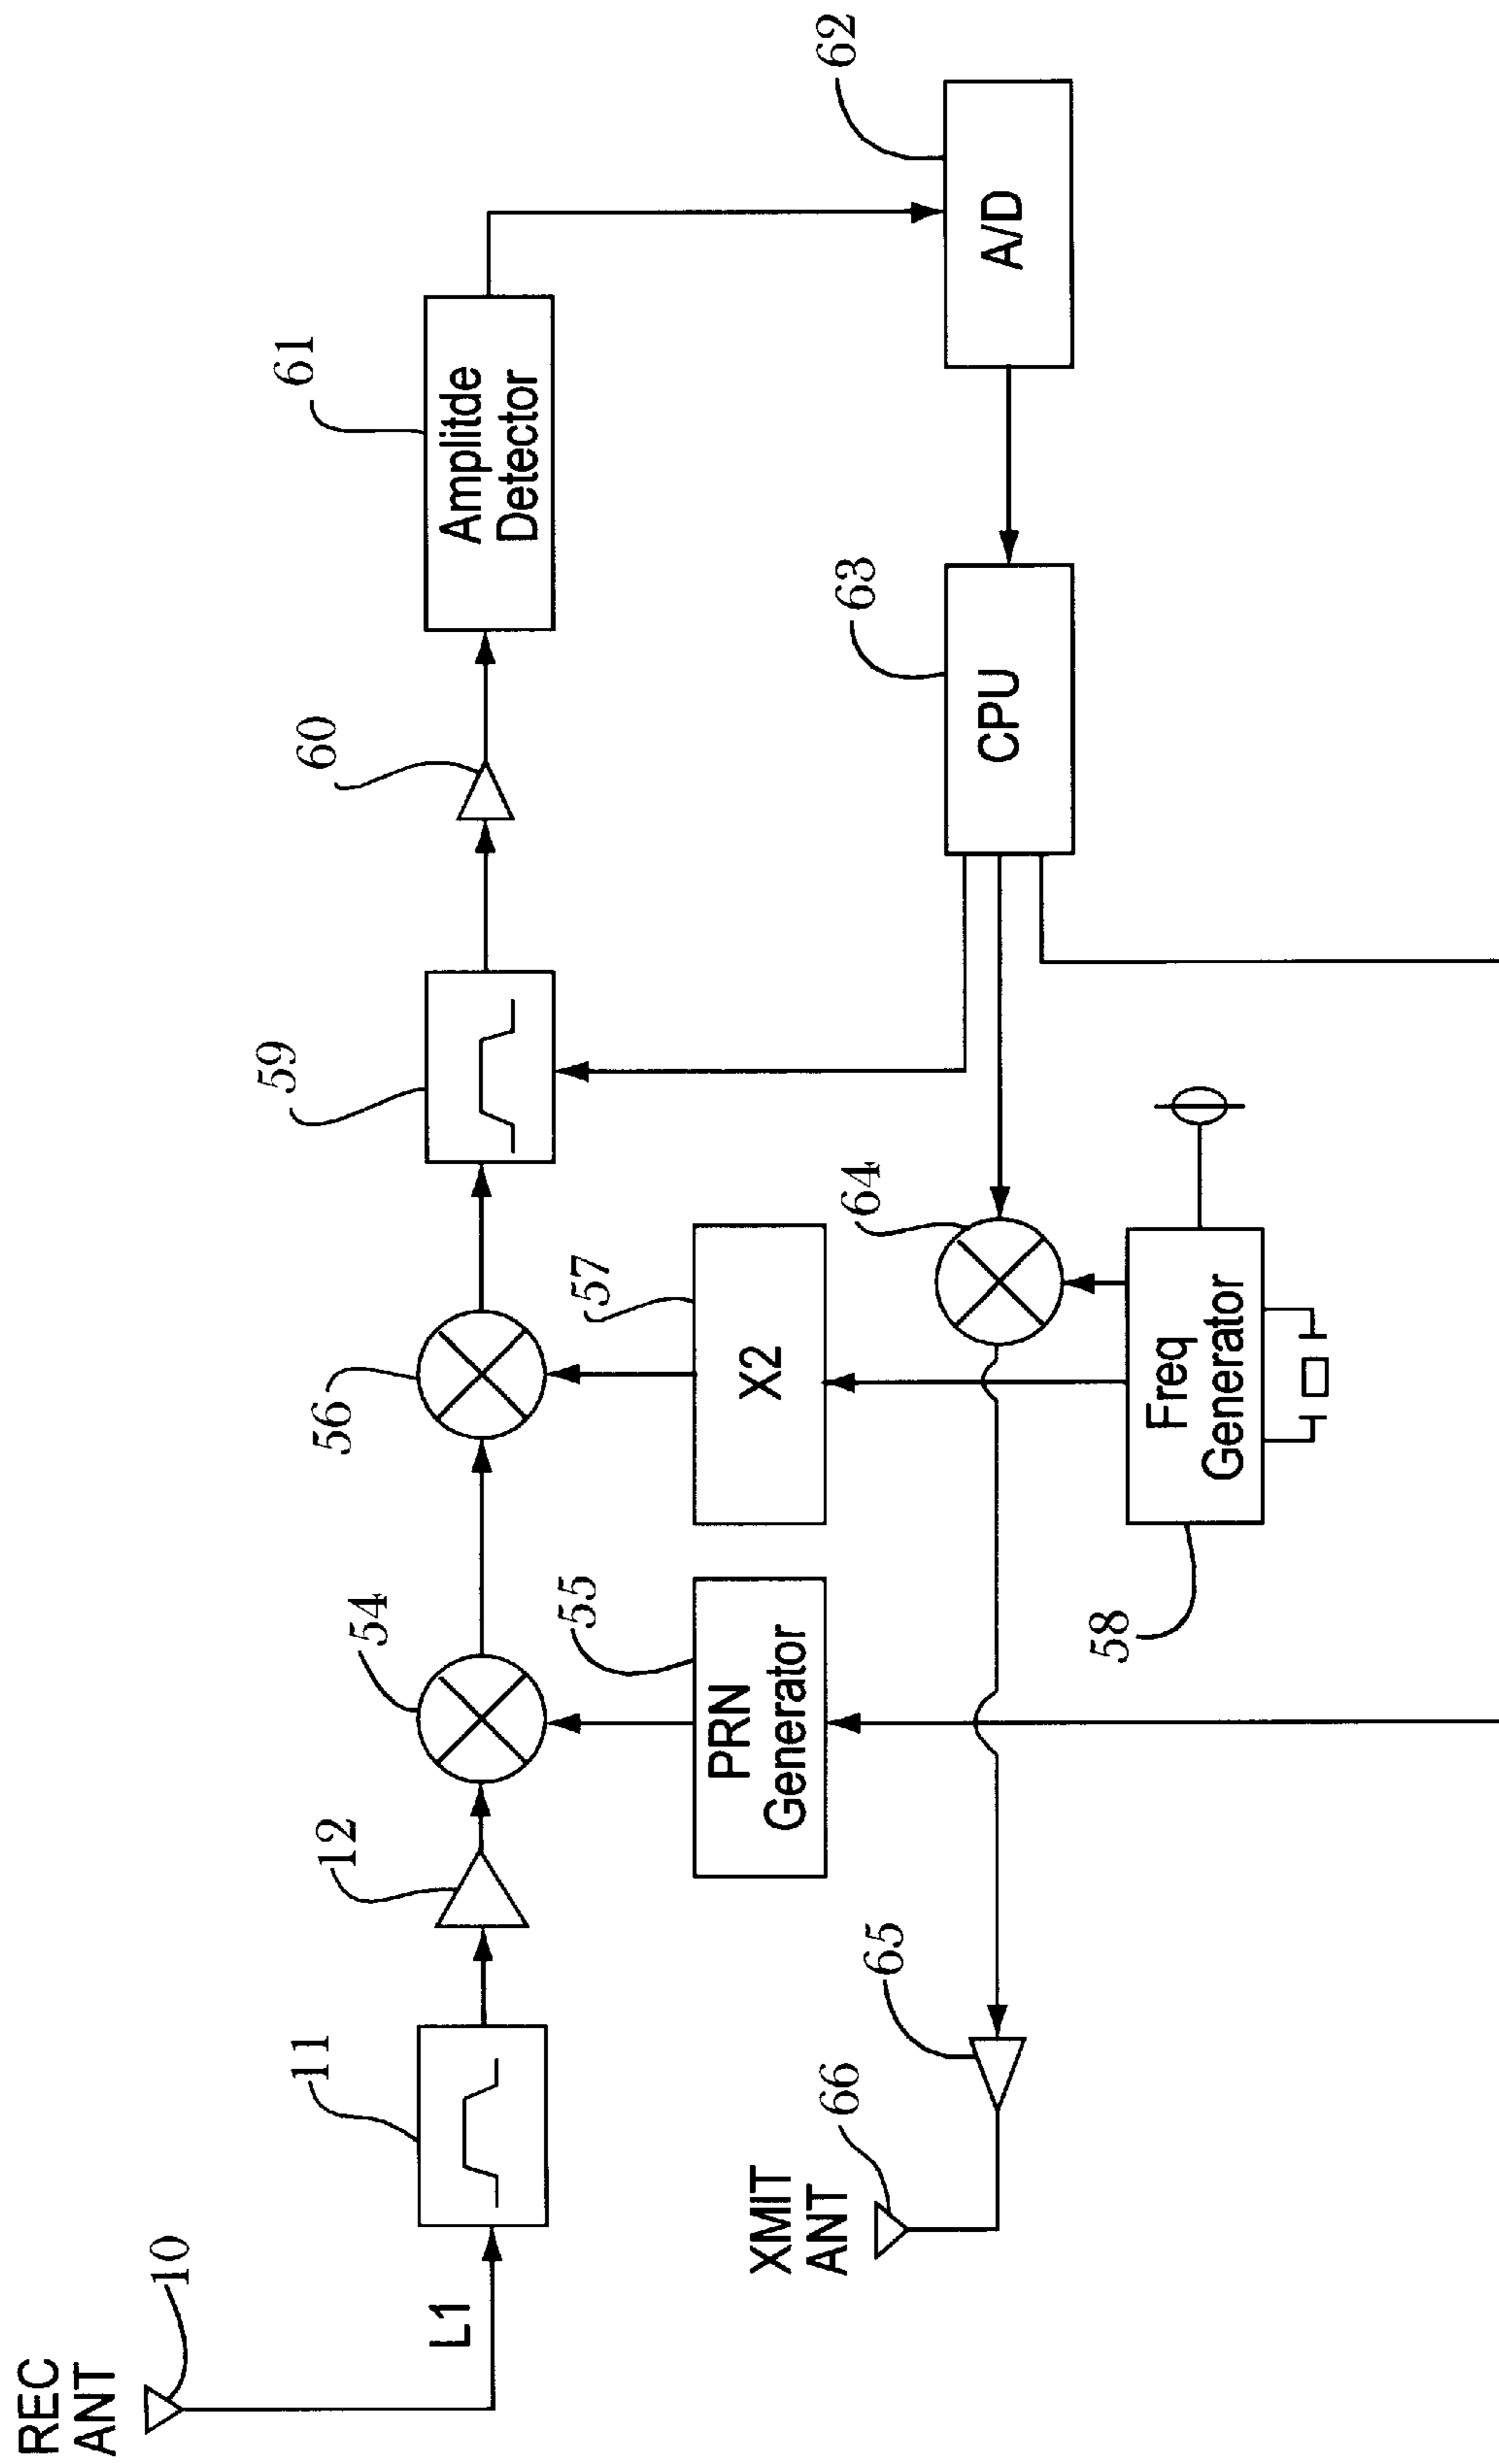 REC
ANT
10
L1
11
12
54
56
59
60
Amplitde
Detector
61
62
A/D
PRN
Generator
55
X2
57
64
CPU
63
XMIT
ANT
66
65
58
Freq
Generator